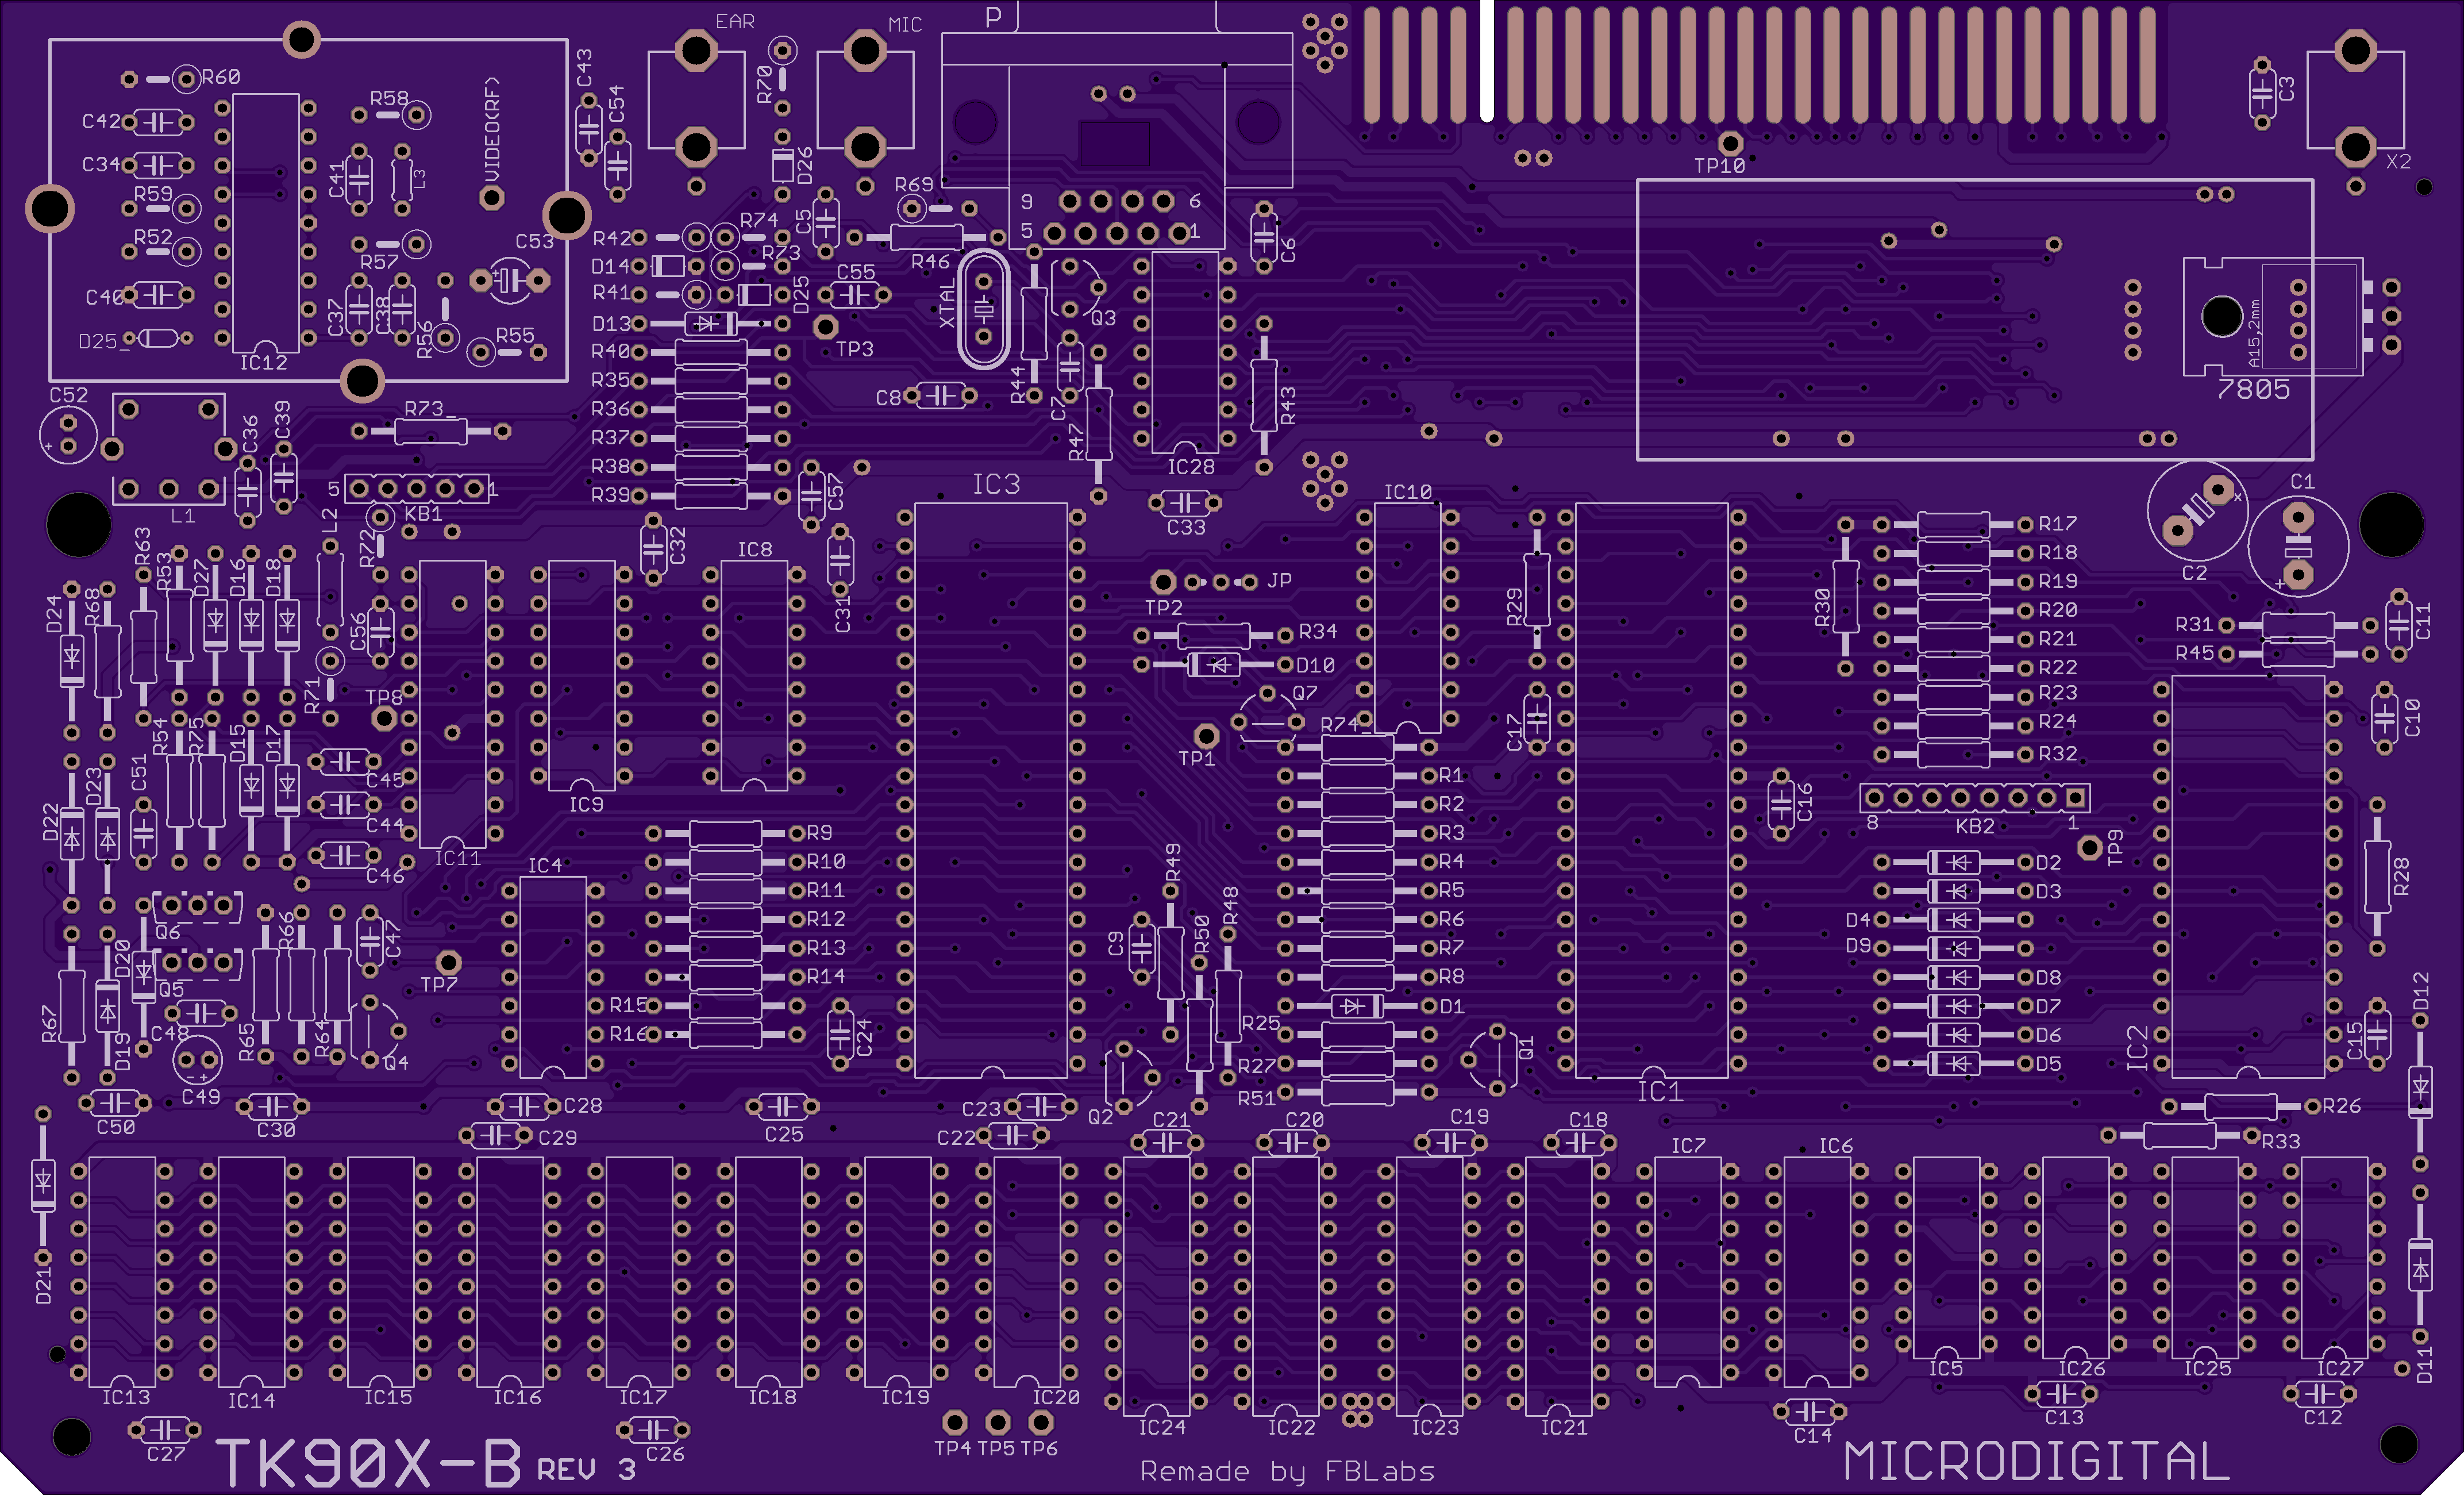 P
EAR
MIC
R60
R70
C43
C54
C3
C42
R58
VIDEO(RF)
C34
C41
L3
D26
TP10
X2
R59
R69
9
6
C5
R74
5
1
R52
R42
R73
C6
R57
C53
R46
D14
C55
C40
R41
D25
XTAL
Q3
C37
C38
D13
R56
R55
D25_
TP3
A15,2mm
IC12
R40
R44
R35
7805
C52
C8
C7
R43
R36
R73_
R47
C36
C39
R37
R38
IC28
5
1
R39
C57
IC3
IC10
C1
L1
KB1
C33
L2
R17
R63
R72
C32
IC8
R18
C2
R53
D27
D16
D18
JP
R19
D24
R68
C31
TP2
R29
R30
R20
C11
C56
R34
R31
R21
D10
R45
R22
R71
TP8
Q7
R23
C10
R54
R75
D15
D17
R74_
C17
R24
TP1
R32
C51
C45
R1
D22
D23
IC9
R2
C16
C44
R9
R3
8
KB2
1
TP9
IC11
R10
R4
D2
R49
C46
IC4
R11
R5
D3
R28
R48
Q6
R66
C47
R12
R6
D4
R50
C9
D20
R13
R7
D9
TP7
R14
R8
D8
Q5
R67
R15
D1
D7
D12
C48
R65
R64
R16
C24
R25
D6
IC2
C15
D19
Q4
Q1
R27
D5
C49
R51
IC1
C50
C30
C28
C25
C23
Q2
R26
C29
C22
C21
C20
C19
C18
IC7
IC6
R33
D21
IC13
IC14
IC15
IC16
IC17
IC18
IC19
IC20
IC5
IC26
IC25
IC27
D11
IC24
IC22
IC23
IC21
C13
C12
C27
C26
TP4
TP5
TP6
C14
TK90X-B REV 3
Remade by FBLabs
MICRODIGITAL